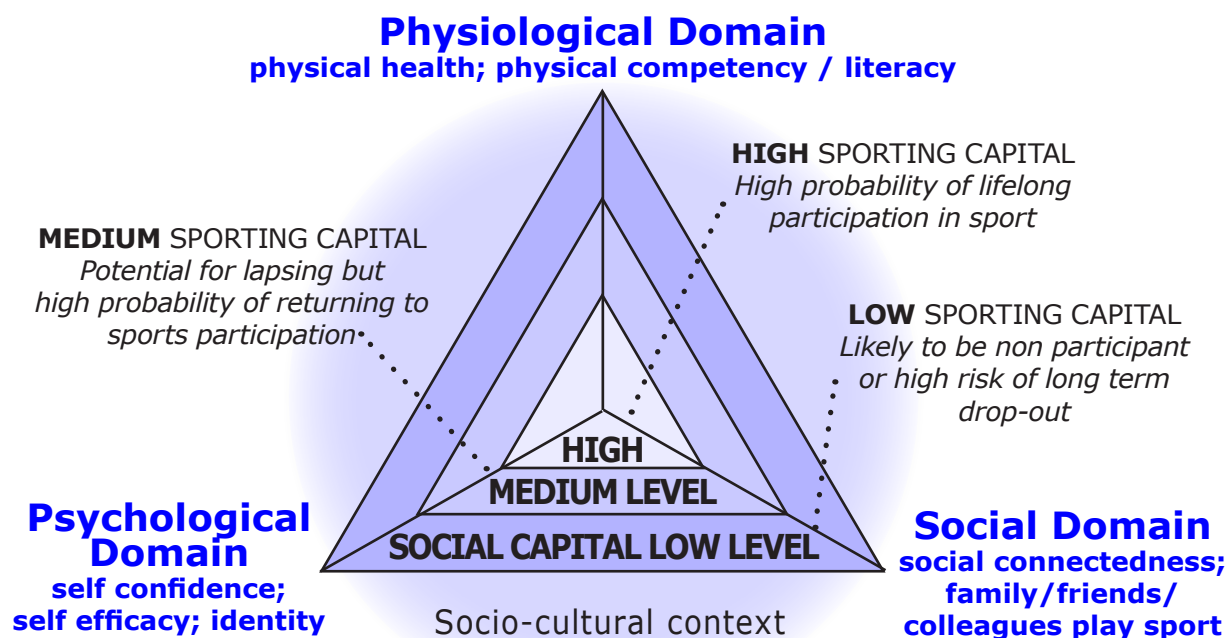 Physiological Domain
physical health; physical competency / literacy
HIGH SPORTING CAPITAL
High probability of lifelong
participation in sport
MEDIUM SPORTING CAPITAL
Potential for lapsing but
high probability of returning to
sports participation
LOW SPORTING CAPITAL
Likely to be non participant
or high risk of long term
drop-out
HIGH
MEDIUM LEVEL
SOCIAL CAPITAL LOW LEVEL
Psychological
Domain
self confidence;
self efficacy; identity
Social Domain
social connectedness;
family/friends/
colleagues play sport
Socio-cultural context